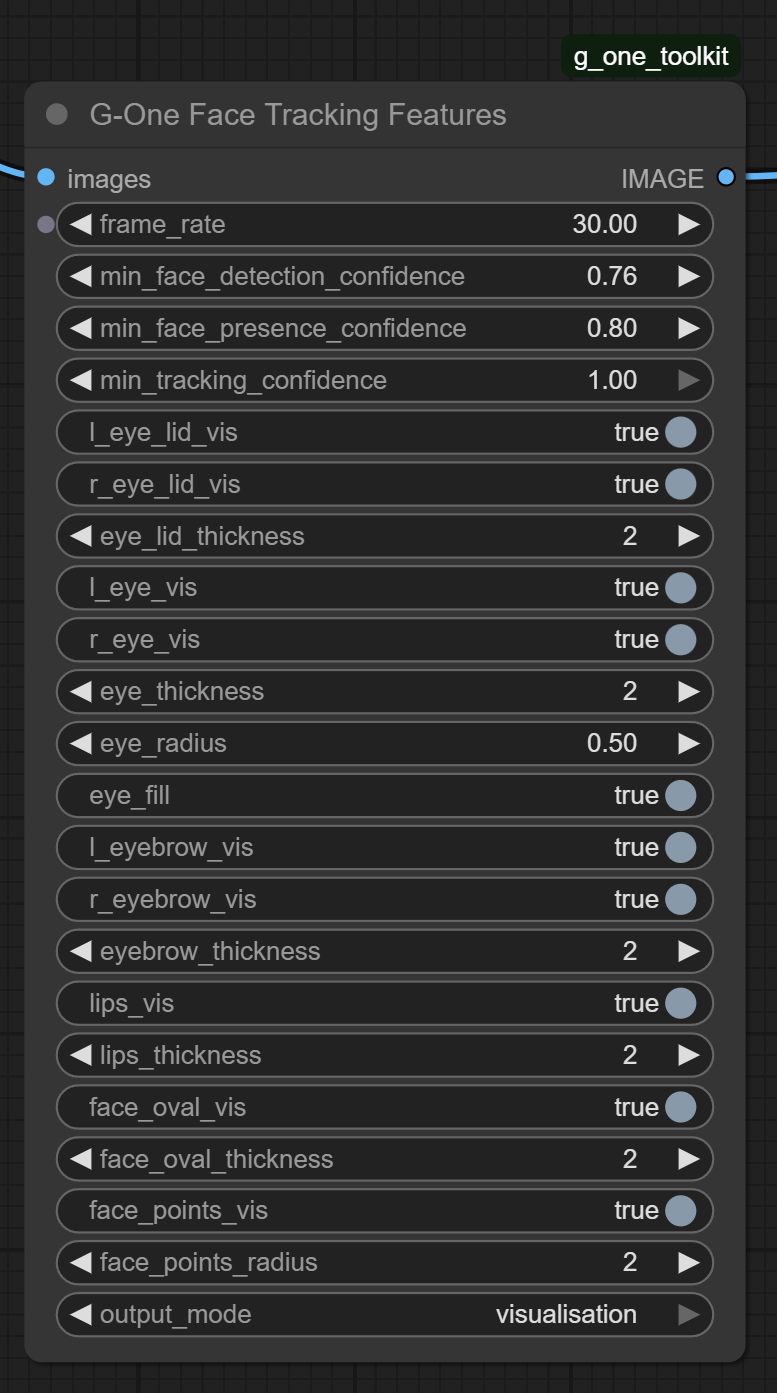 g_one_toolkit
G-One Face Tracking Features
images IMAGE
frame_rate 30.00
min_face_detection_confidence 0.76
min_face_presence_confidence 0.80
min_tracking_confidence 1.00
l_eye_lid_vis true
r_eye_lid_vis true
eye_lid_thickness 2
l_eye_vis true
r_eye_vis true
eye_thickness 2
eye_radius 0.50
eye_fill true
l_eyebrow_vis true
r_eyebrow_vis true
eyebrow_thickness 2
lips_vis true
lips_thickness 2
face_oval_vis true
face_oval_thickness 2
face_points_vis true
face_points_radius 2
output_mode visualisation